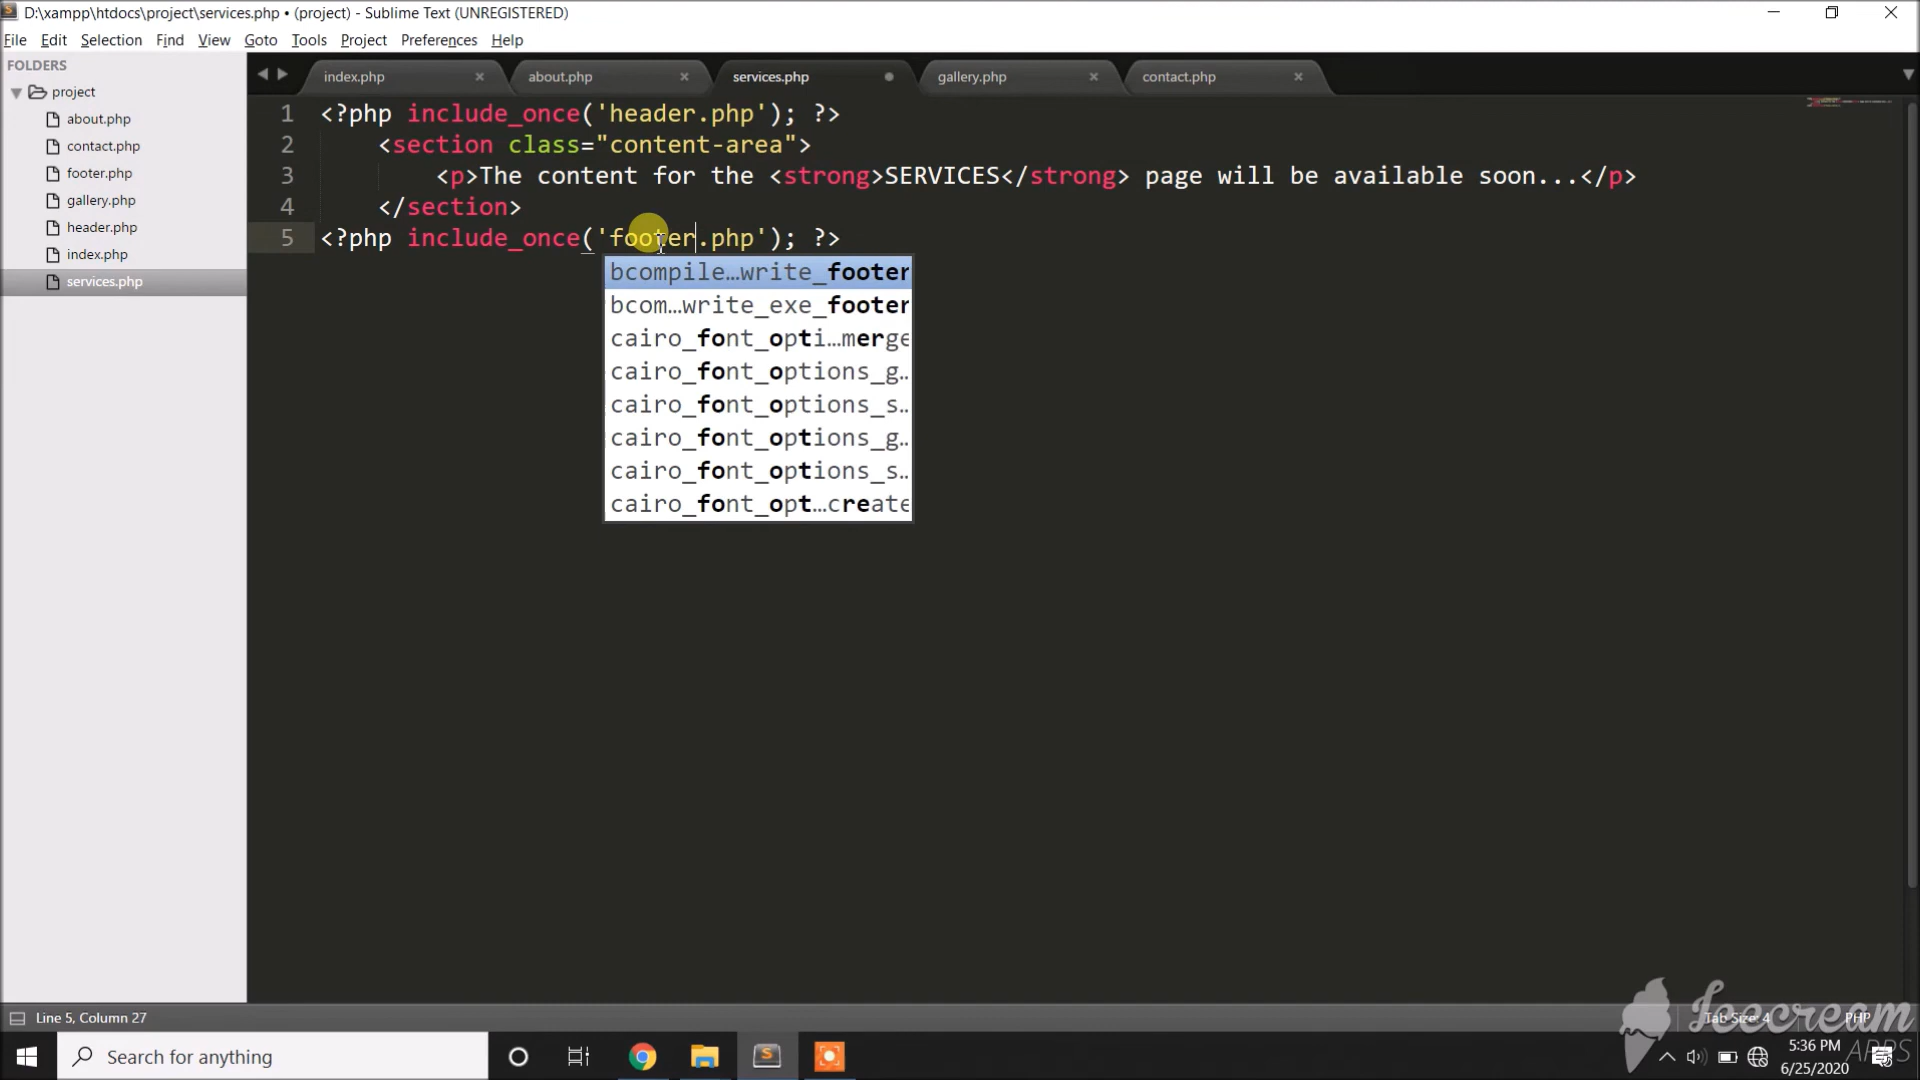 D:\xampp\htdocs\project\services.php • (project) - Sublime Text (UNREGISTERED)
File Edit Selection Find View Goto Tools Project Preferences Help
FOLDERS
project
about.php
contact.php
footer.php
gallery.php
header.php
index.php
services.php
index.php about.php services.php gallery.php contact.php
1 <?php include_once('header.php'); ?>
2 <section class="content-area">
3 <p>The content for the <strong>SERVICES</strong> page will be available soon...</p>
4 </section>
5 <?php include_once('footer.php'); ?>
bcompile…write_footer
bcom…write_exe_footer
cairo_font_opti…merge
cairo_font_options_g…
cairo_font_options_s…
cairo_font_options_g…
cairo_font_options_s…
cairo_font_opt…create
Line 5, Column 27
Tab Size: 4 PHP
Icecream
APPS
Search for anything
5:36 PM
6/25/2020